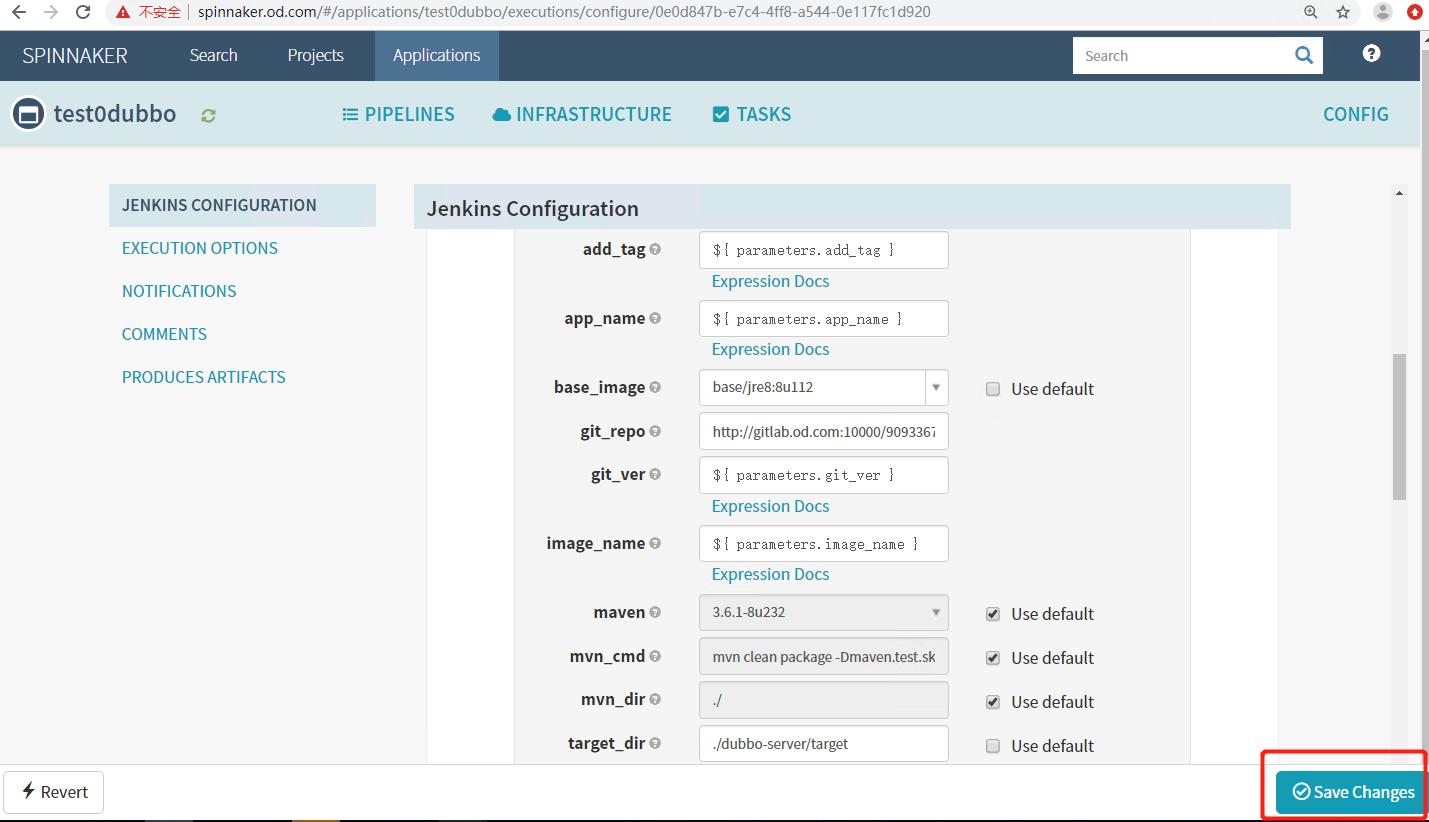 不安全 spinnaker.od.com/#/applications/test0dubbo/executions/configure/0e0d847b-e7c4-4ff8-a544-0e117fc1d920
SPINNAKER Search Projects Applications Search
test0dubbo PIPELINES INFRASTRUCTURE TASKS CONFIG
JENKINS CONFIGURATION
EXECUTION OPTIONS
NOTIFICATIONS
COMMENTS
PRODUCES ARTIFACTS
Jenkins Configuration
add_tag ${ parameters.add_tag }
Expression Docs
app_name ${ parameters.app_name }
Expression Docs
base_image base/jre8:8u112 Use default
git_repo http://gitlab.od.com:10000/9093367
git_ver ${ parameters.git_ver }
Expression Docs
image_name ${ parameters.image_name }
Expression Docs
maven 3.6.1-8u232 Use default
mvn_cmd mvn clean package -Dmaven.test.sk Use default
mvn_dir ./ Use default
target_dir ./dubbo-server/target Use default
Revert Save Changes